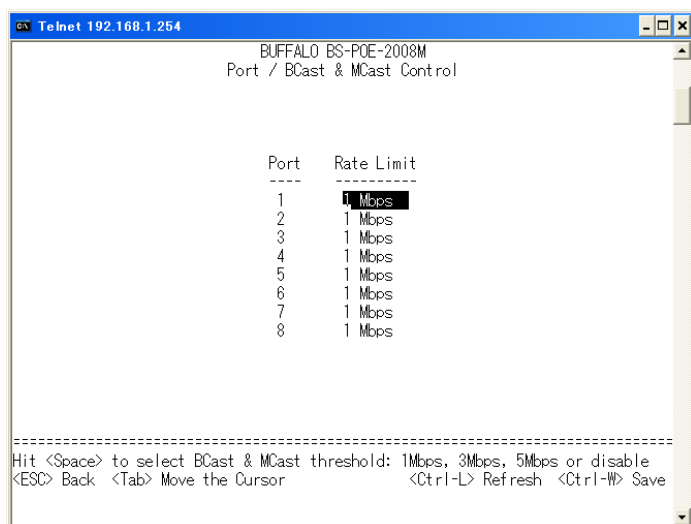 Telnet 192.168.1.254
BUFFALO BS-POE-2008M
Port / BCast & MCast Control
Port Rate Limit
---- ----------
1 1 Mbps
2 1 Mbps
3 1 Mbps
4 1 Mbps
5 1 Mbps
6 1 Mbps
7 1 Mbps
8 1 Mbps
================================================================================
Hit <Space> to select BCast & MCast threshold: 1Mbps, 3Mbps, 5Mbps or disable
<ESC> Back <Tab> Move the Cursor <Ctrl-L> Refresh <Ctrl-W> Save